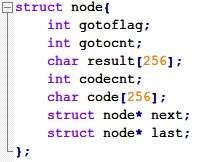 struct node{
int gotoflag;
int gotocnt;
char result[256];
int codecnt;
char code[256];
struct node* next;
struct node* last;
};